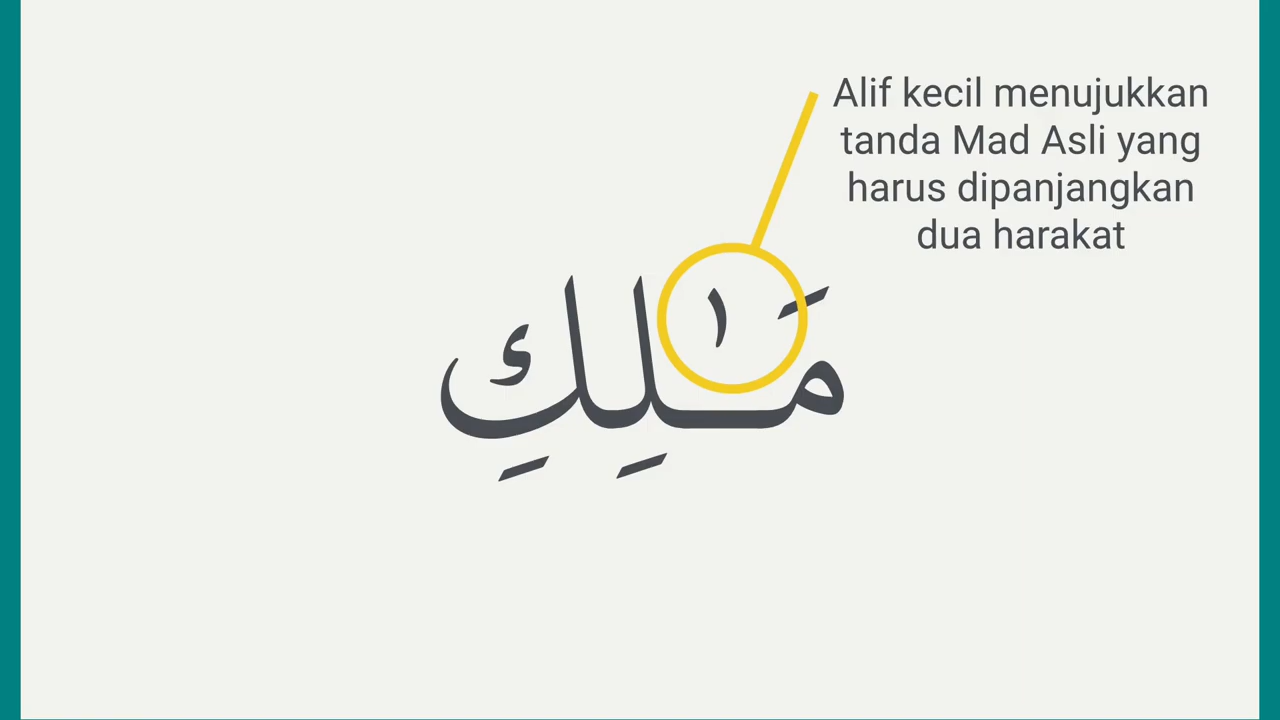 Alif kecil menujukkan
tanda Mad Asli yang
harus dipanjangkan
dua harakat
مَـٰلِكِ